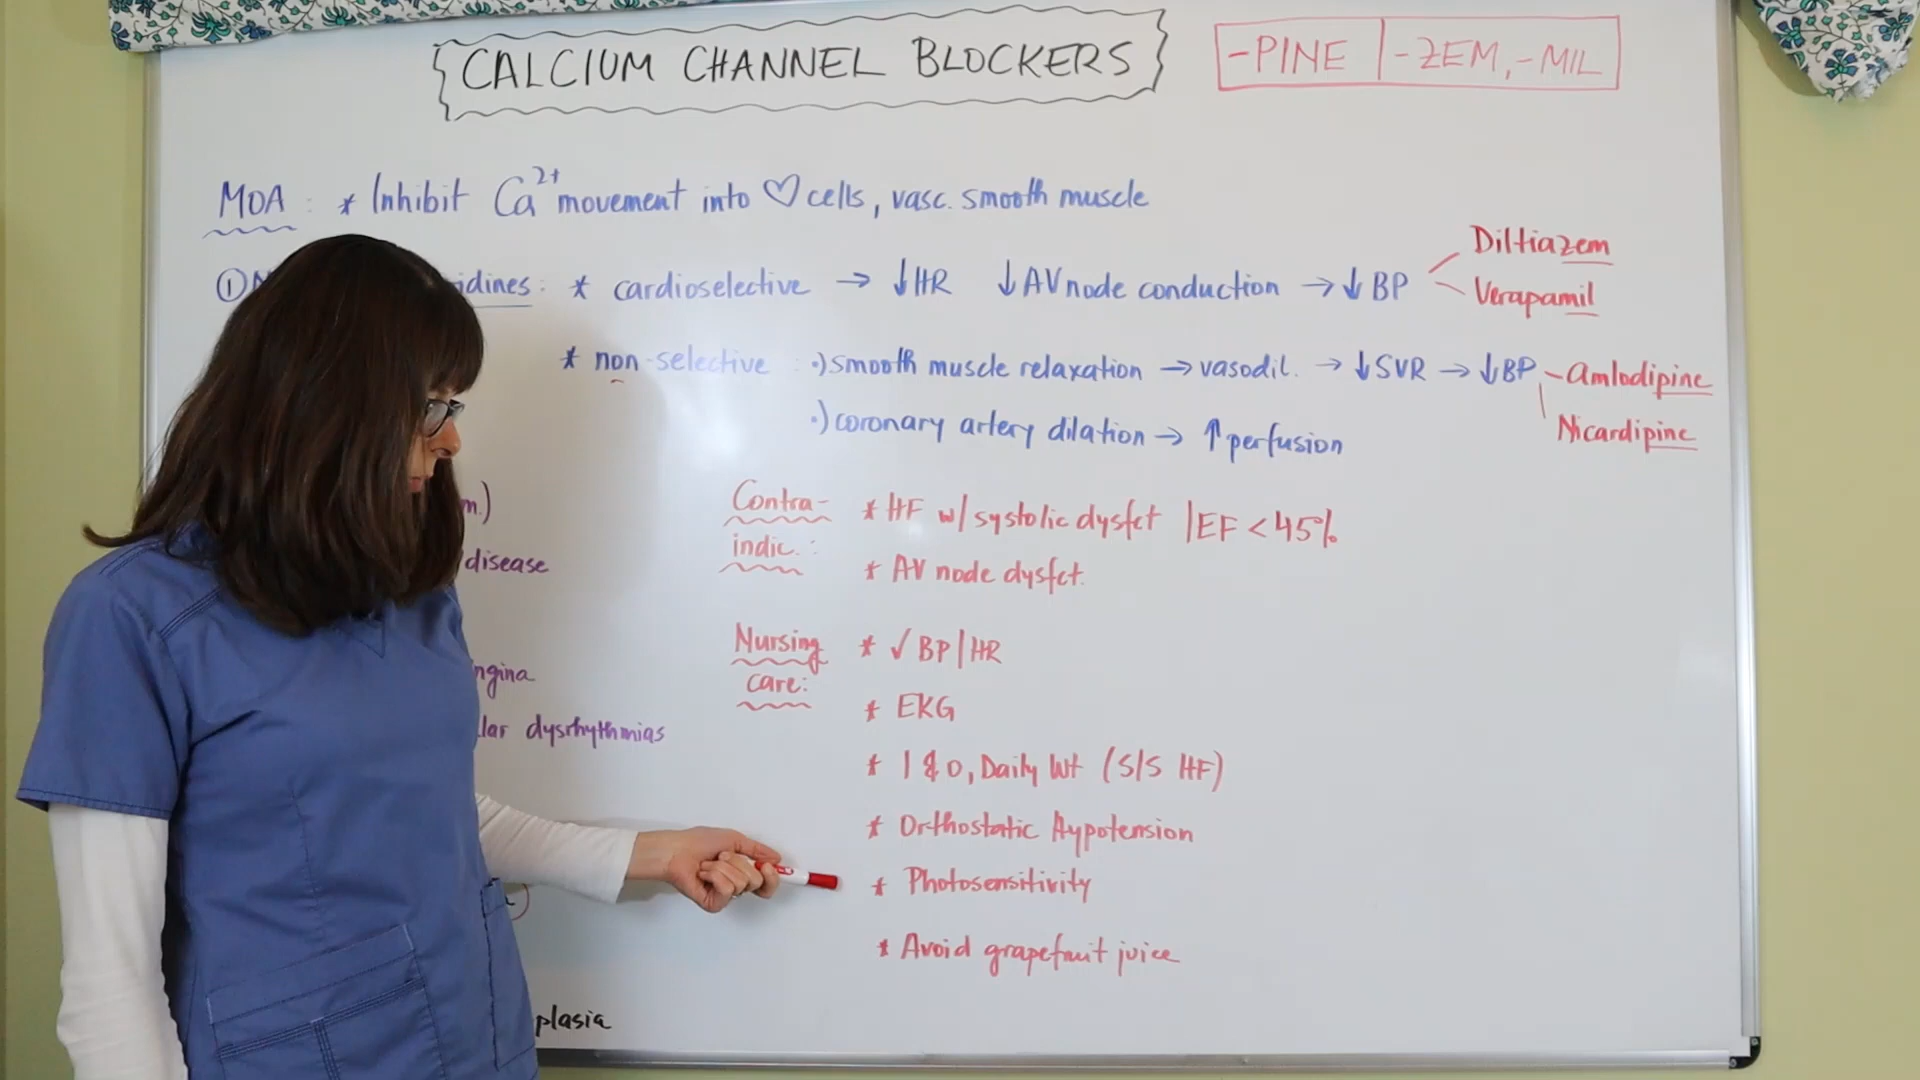 CALCIUM CHANNEL BLOCKERS
-PINE | -ZEM, -MIL
MOA : * Inhibit Ca2+ movement into ♡ cells, vasc. smooth muscle
① idines : * cardioselective → ↓HR ↓AV node conduction → ↓ BP
Diltiazem
Verapamil
* non-selective : •) smooth muscle relaxation → vasodil. → ↓SVR → ↓BP - Amlodipine
•) coronary artery dilation → ↑ perfusion
Nicardipine
m.)
disease
ngina
lar dysrhythmias
plasia
Contra-
indic. :
* HF w/ systolic dysfct | EF < 45%
* AV node dysfct.
Nursing
care:
* ✓ BP | HR
* EKG
* I & O, Daily Wt (S/S HF)
* Orthostatic Hypotension
* Photosensitivity
* Avoid grapefruit juice